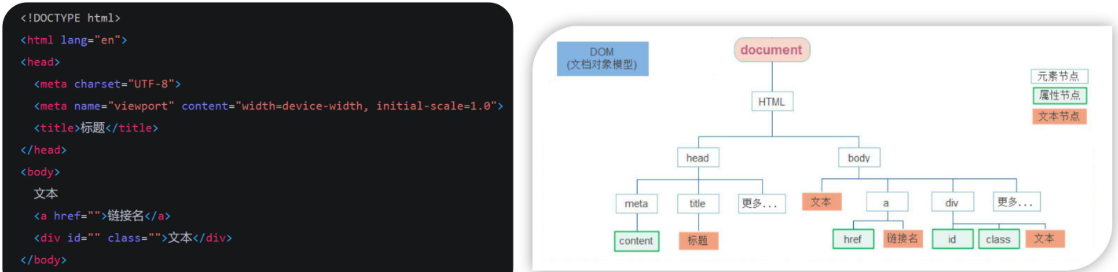 <!DOCTYPE html>
<html lang="en">
<head>
<meta charset="UTF-8">
<meta name="viewport" content="width=device-width, initial-scale=1.0">
<title>标题</title>
</head>
<body>
文本
<a href="">链接名</a>
<div id="" class="">文本</div>
</body>
DOM
(文档对象模型)
document
元素节点
属性节点
文本节点
HTML
head
body
meta
title
更多...
文本
a
div
更多...
content
标题
href
链接名
id
class
文本